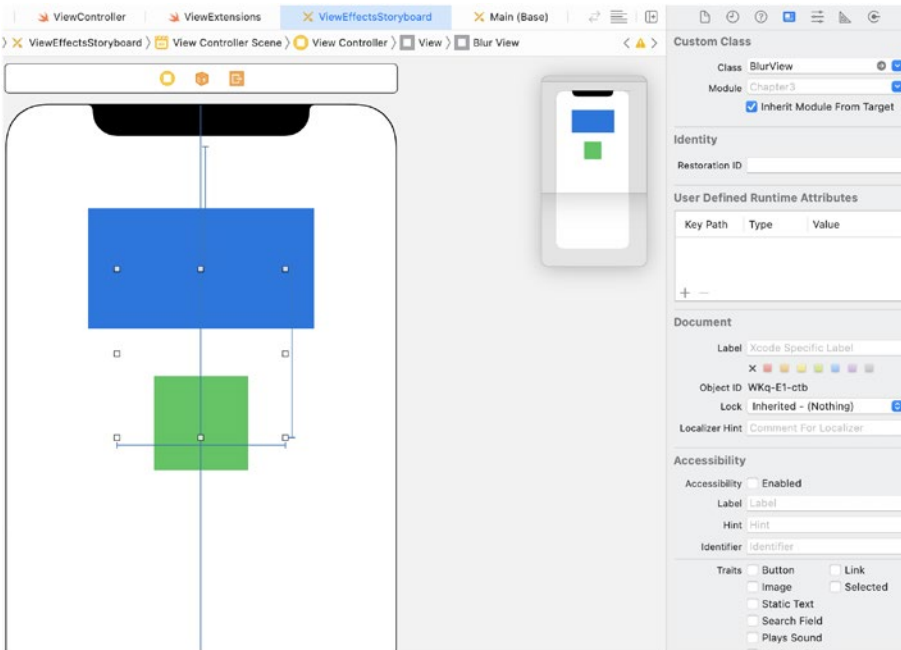 ViewController
ViewExtensions
ViewEffectsStoryboard
Main (Base)
ViewEffectsStoryboard
View Controller Scene
View Controller
View
Blur View
Custom Class
Class BlurView
Module Chapter3
Inherit Module From Target
Identity
Restoration ID
User Defined Runtime Attributes
Key Path Type Value
Document
Label Xcode Specific Label
Object ID WKq-E1-ctb
Lock Inherited - (Nothing)
Localizer Hint Comment For Localizer
Accessibility
Accessibility Enabled
Label Label
Hint Hint
Identifier Identifier
Traits Button Link
Image Selected
Static Text
Search Field
Plays Sound